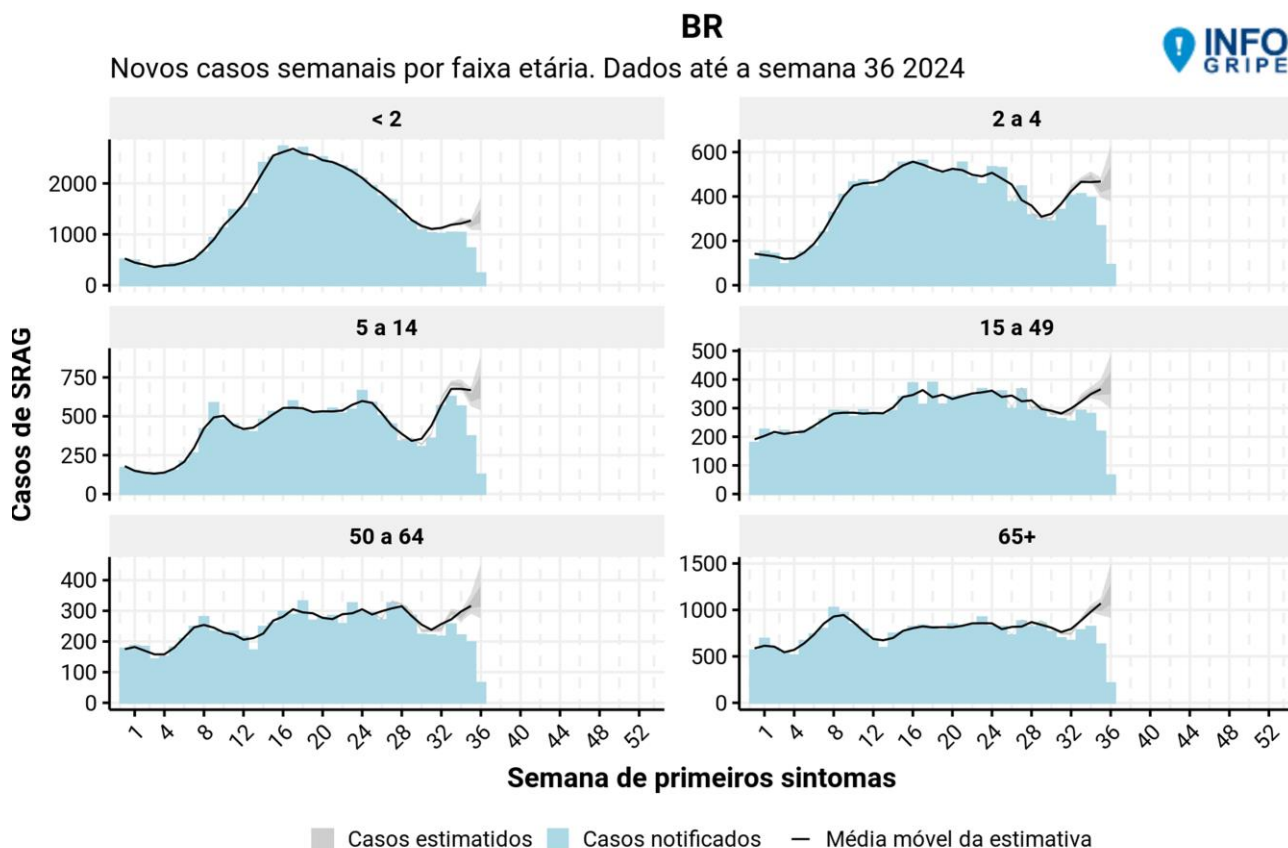 BR
INFO
GRIPE
Novos casos semanais por faixa etária. Dados até a semana 36 2024
< 2
2 a 4
2000
1000
0
600
400
200
0
5 a 14
15 a 49
750
500
250
0
500
400
300
200
100
0
50 a 64
65+
400
300
200
100
0
1500
1000
500
0
Casos de SRAG
1 4 8 12 16 20 24 28 32 36 40 44 48 52
1 4 8 12 16 20 24 28 32 36 40 44 48 52
Semana de primeiros sintomas
Casos estimatidos Casos notificados Média móvel da estimativa